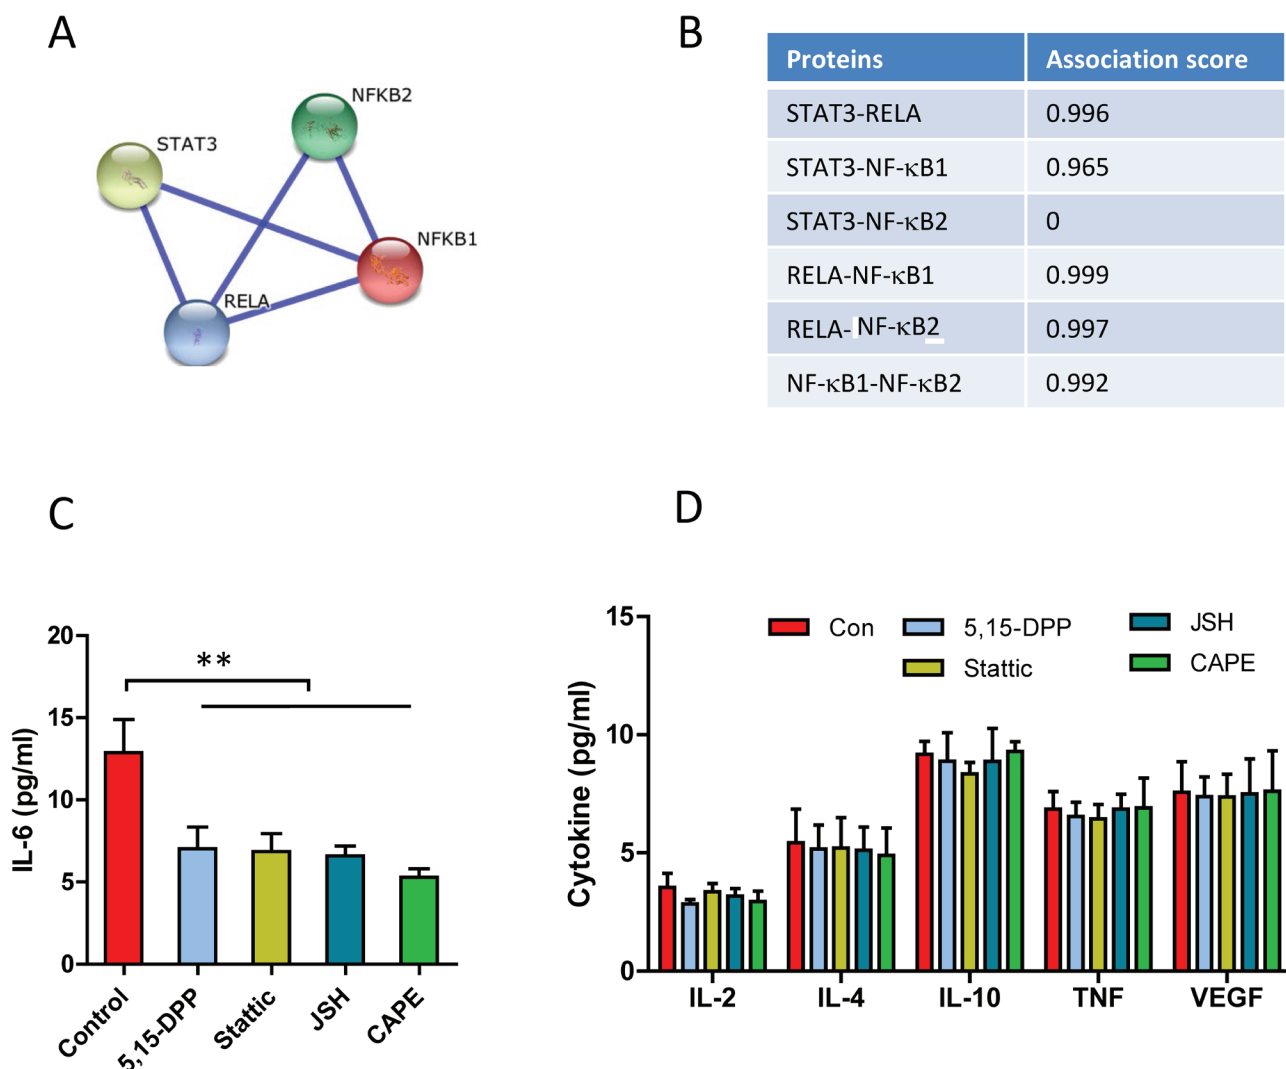 A
NFKB2
STAT3
NFKB1
RELA
B
Proteins Association score
STAT3-RELA 0.996
STAT3-NF-κB1 0.965
STAT3-NF-κB2 0
RELA-NF-κB1 0.999
RELA- NF-κB2 0.997
NF-κB1-NF-κB2 0.992
C
IL-6 (pg/ml)
20
15
10
5
0
**
Control
5,15-DPP
Stattic
JSH
CAPE
D
Cytokine (pg/ml)
15
10
5
0
Con
5,15-DPP
Stattic
JSH
CAPE
IL-2 IL-4 IL-10 TNF VEGF